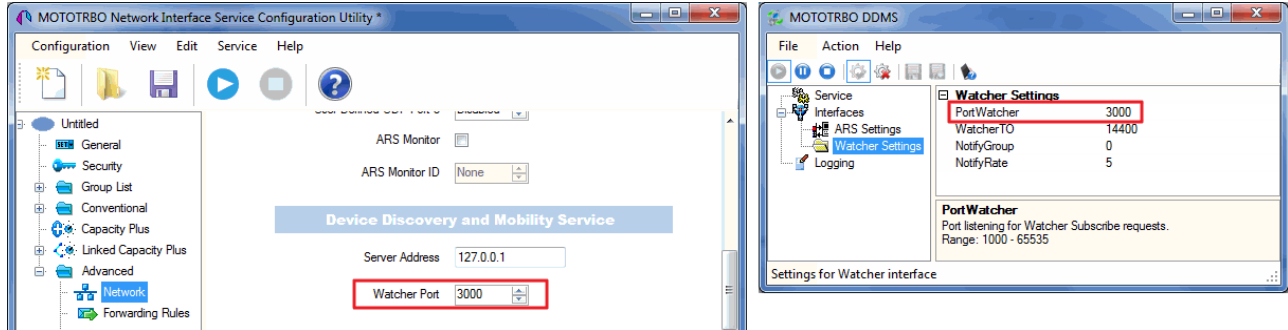 MOTOTRBO Network Interface Service Configuration Utility *
Configuration View Edit Service Help
Untitled
General
Security
Group List
Conventional
Capacity Plus
Linked Capacity Plus
Advanced
Network
Forwarding Rules
Disabled
ARS Monitor
ARS Monitor ID None
Device Discovery and Mobility Service
Server Address 127.0.0.1
Watcher Port 3000
MOTOTRBO DDMS
File Action Help
Service
Interfaces
ARS Settings
Watcher Settings
Logging
Watcher Settings
PortWatcher 3000
WatcherTO 14400
NotifyGroup 0
NotifyRate 5
PortWatcher
Port listening for Watcher Subscribe requests.
Range: 1000 - 65535
Settings for Watcher interface